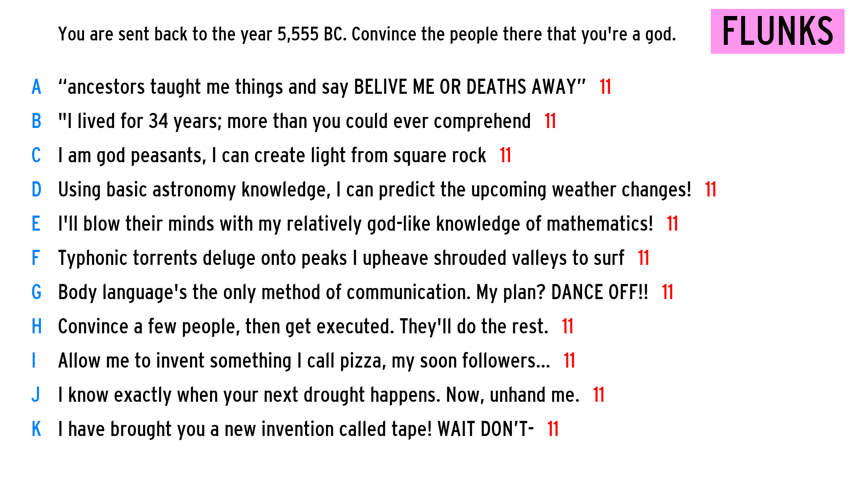 You are sent back to the year 5,555 BC. Convince the people there that you're a god.
FLUNKS
A “ancestors taught me things and say BELIVE ME OR DEATHS AWAY” 11
B "I lived for 34 years; more than you could ever comprehend 11
C I am god peasants, I can create light from square rock 11
D Using basic astronomy knowledge, I can predict the upcoming weather changes! 11
E I'll blow their minds with my relatively god-like knowledge of mathematics! 11
F Typhonic torrents deluge onto peaks I upheave shrouded valleys to surf 11
G Body language's the only method of communication. My plan? DANCE OFF!! 11
H Convince a few people, then get executed. They'll do the rest. 11
I Allow me to invent something I call pizza, my soon followers... 11
J I know exactly when your next drought happens. Now, unhand me. 11
K I have brought you a new invention called tape! WAIT DON’T- 11